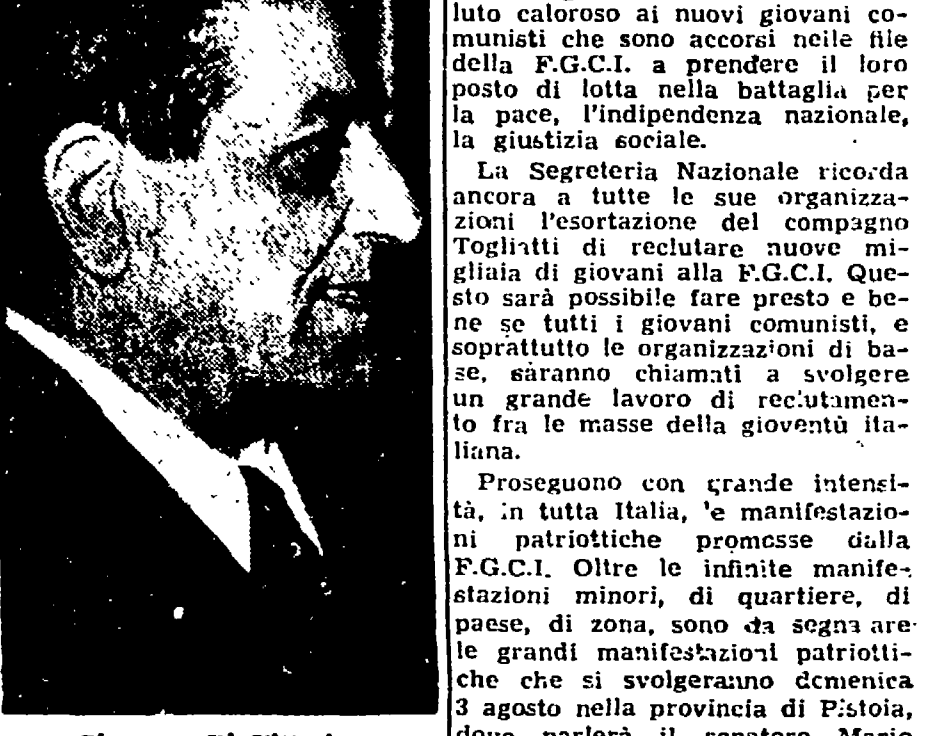 luto caloroso ai nuovi giovani co-
munisti che sono accorsi nelle file
della F.G.C.I. a prendere il loro
posto di lotta nella battaglia per
la pace, l'indipendenza nazionale,
la giustizia sociale.
La Segreteria Nazionale ricorda
ancora a tutte le sue organizza-
zioni l'esortazione del compagno
Togliatti di reclutare nuove mi-
gliaia di giovani alla F.G.C.I. Que-
sto sarà possibile fare presto e be-
ne se tutti i giovani comunisti, e
soprattutto le organizzazioni di ba-
se, saranno chiamati a svolgere
un grande lavoro di reclutamen-
to fra le masse della gioventù ita-
liana.
Proseguono con grande intensi-
tà, in tutta Italia, le manifestazio-
ni patriottiche promosse dalla
F.G.C.I. Oltre le infinite manife-
stazioni minori, di quartiere, di
paese, di zona, sono da segnalare
le grandi manifestazioni patriotti-
che che si svolgeranno domenica
3 agosto nella provincia di Pistoia,
dove parlerà il senatore Mario